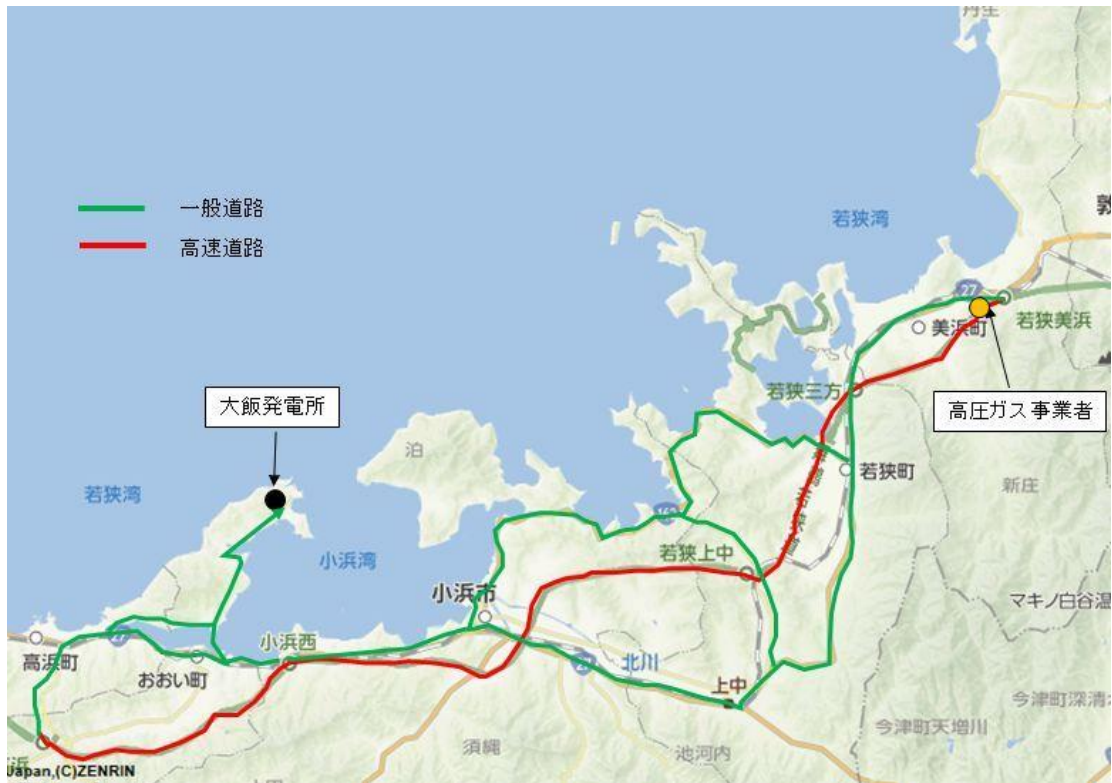 丹生
一般道路
高速道路
若狭湾
敦
27
若狭美浜
美浜町
若狭三方
高圧ガス事業者
大飯発電所
泊
若狭町
新庄
若狭湾
162
小浜湾
若狭上中
小浜市
マキノ白谷温
小浜西
27
高浜町
おおい町
北川
27
上中
今津町深清水
今津町天増川
須縄
池河内
浜
Japan,(C)ZENRIN